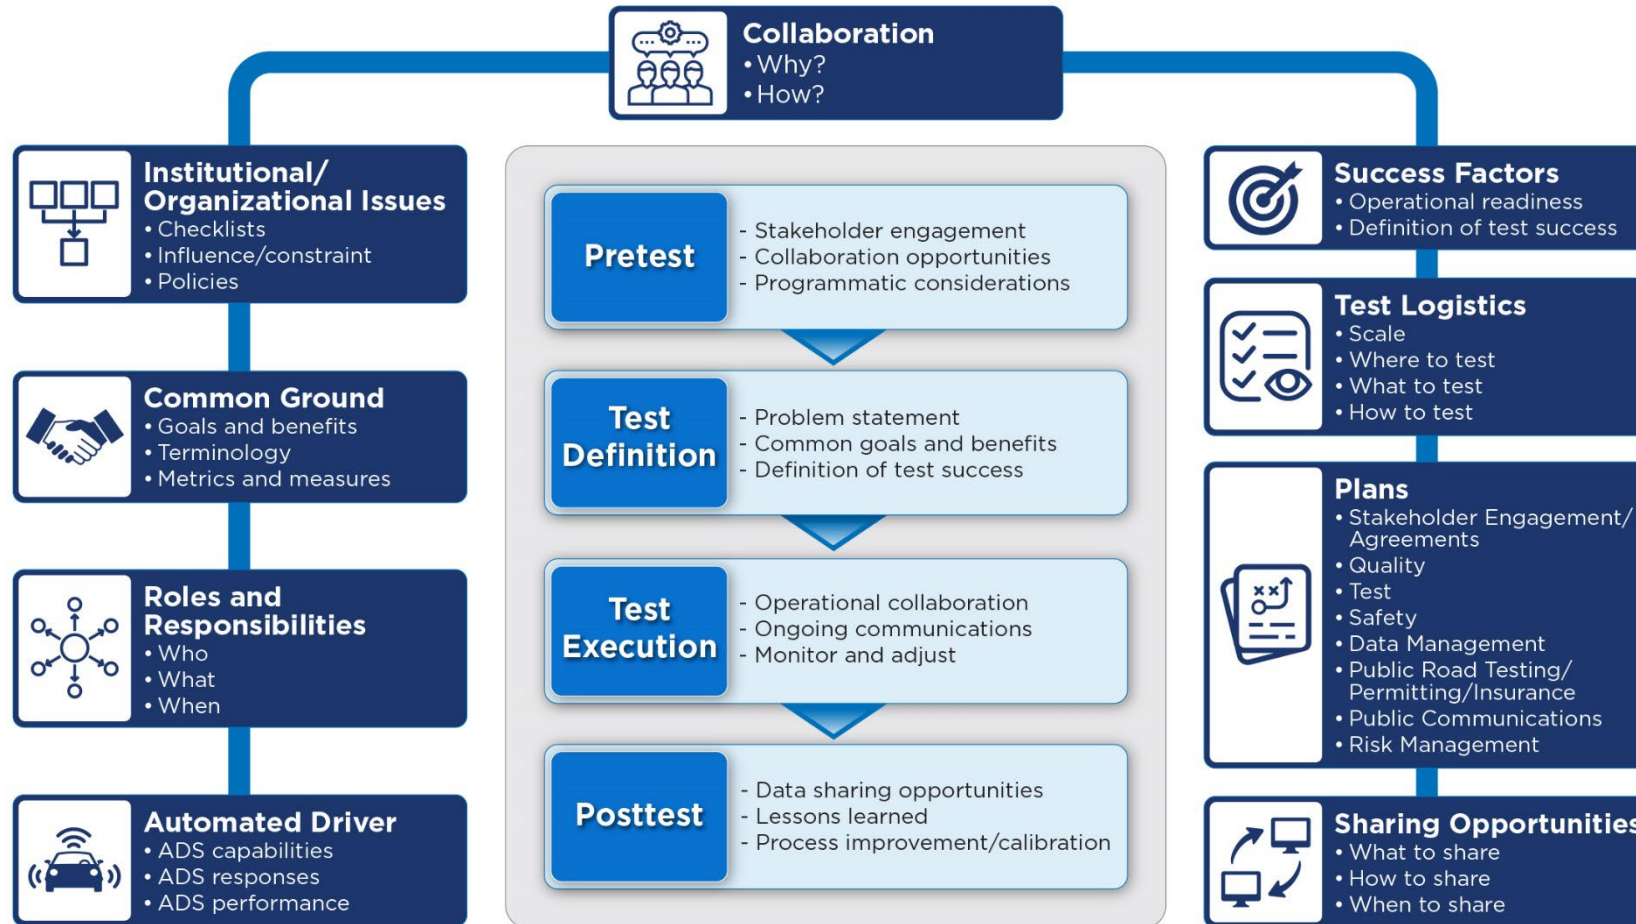 Collaboration
• Why?
• How?
Institutional/
Organizational Issues
• Checklists
• Influence/constraint
• Policies
Common Ground
• Goals and benefits
• Terminology
• Metrics and measures
Roles and
Responsibilities
• Who
• What
• When
Automated Driver
• ADS capabilities
• ADS responses
• ADS performance
Pretest
- Stakeholder engagement
- Collaboration opportunities
- Programmatic considerations
Test
Definition
- Problem statement
- Common goals and benefits
- Definition of test success
Test
Execution
- Operational collaboration
- Ongoing communications
- Monitor and adjust
Posttest
- Data sharing opportunities
- Lessons learned
- Process improvement/calibration
Success Factors
• Operational readiness
• Definition of test success
Test Logistics
• Scale
• Where to test
• What to test
• How to test
Plans
• Stakeholder Engagement/
Agreements
• Quality
• Test
• Safety
• Data Management
• Public Road Testing/
Permitting/Insurance
• Public Communications
• Risk Management
Sharing Opportunities
• What to share
• How to share
• When to share